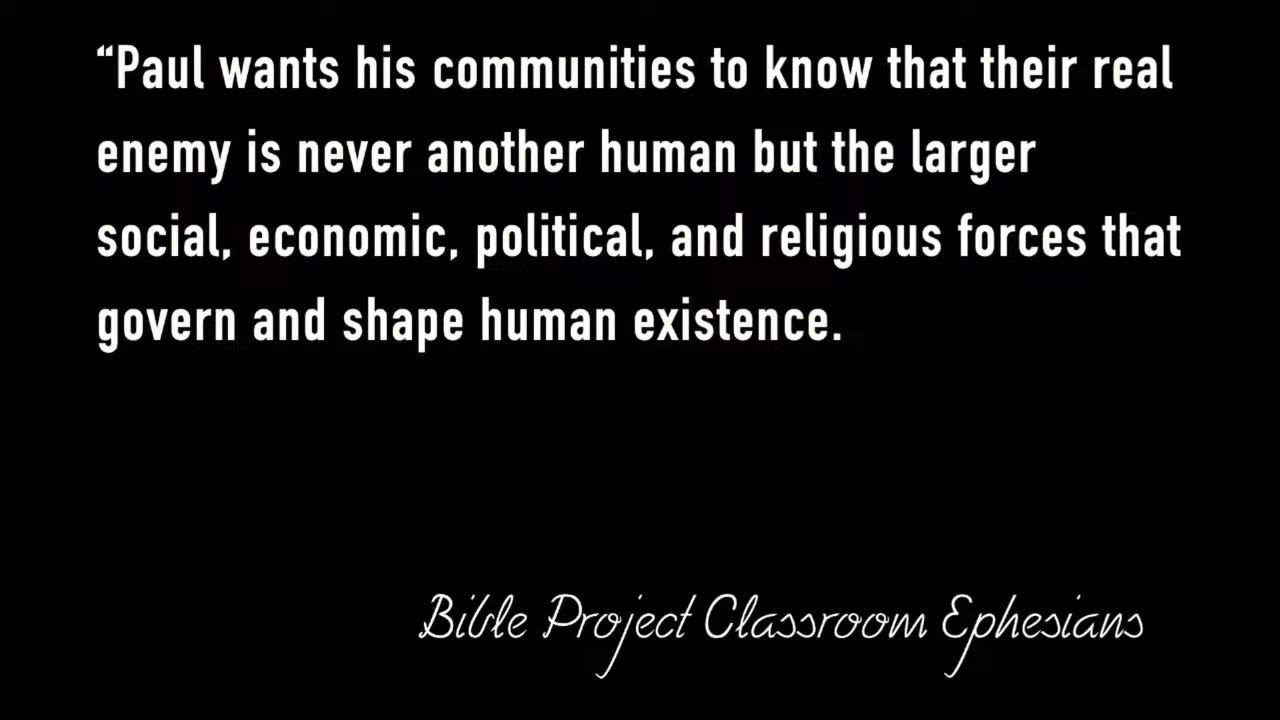 “Paul wants his communities to know that their real
enemy is never another human but the larger
social, economic, political, and religious forces that
govern and shape human existence.
Bible Project Classroom Ephesians